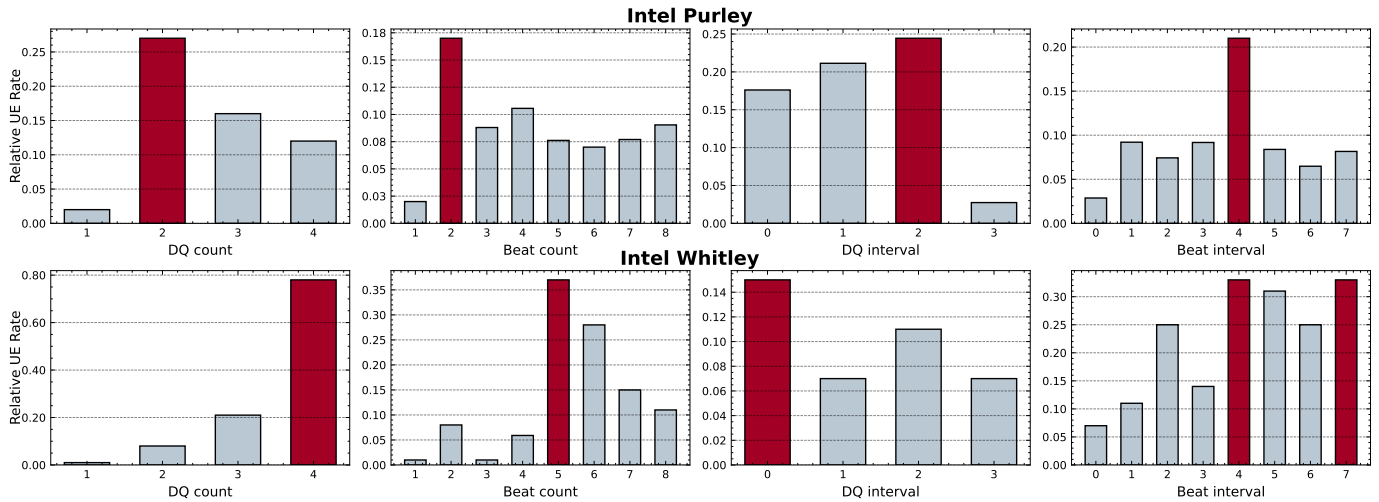 Intel Purley
Relative UE Rate
0.25
0.20
0.15
0.10
0.05
0.00
1 2 3 4
DQ count
0.18
0.15
0.12
0.10
0.08
0.05
0.03
0.00
1 2 3 4 5 6 7 8
Beat count
0.25
0.20
0.15
0.10
0.05
0.00
0 1 2 3
DQ interval
0.20
0.15
0.10
0.05
0.00
0 1 2 3 4 5 6 7
Beat interval
Intel Whitley
Relative UE Rate
0.80
0.60
0.40
0.20
0.00
1 2 3 4
DQ count
0.35
0.30
0.25
0.20
0.15
0.10
0.05
0.00
1 2 3 4 5 6 7 8
Beat count
0.14
0.12
0.10
0.08
0.06
0.04
0.02
0.00
0 1 2 3
DQ interval
0.30
0.25
0.20
0.15
0.10
0.05
0.00
0 1 2 3 4 5 6 7
Beat interval